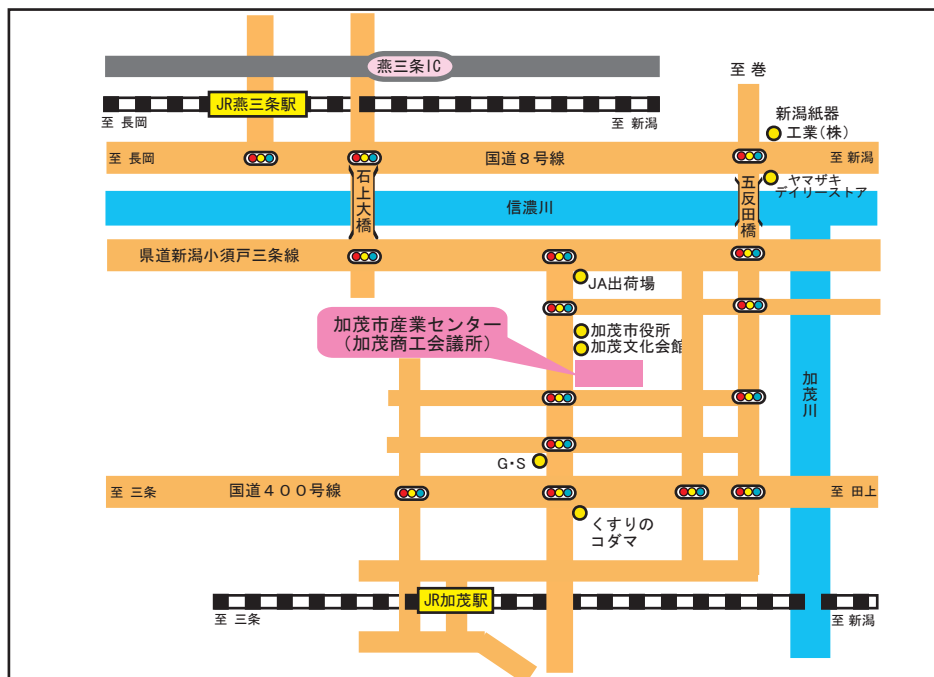 燕三条IC
至 巻
JR燕三条駅
至 長岡
至 新潟
新潟紙器
工業(株)
至 長岡
国道８号線
至 新潟
石上大橋
五反田橋
ヤマザキ
デイリーストア
信濃川
県道新潟小須戸三条線
JA出荷場
加茂市産業センター
（加茂商工会議所）
加茂市役所
加茂文化会館
加茂川
G・S
至 三条
国道４００号線
至 田上
くすりの
コダマ
JR加茂駅
至 三条
至 新潟